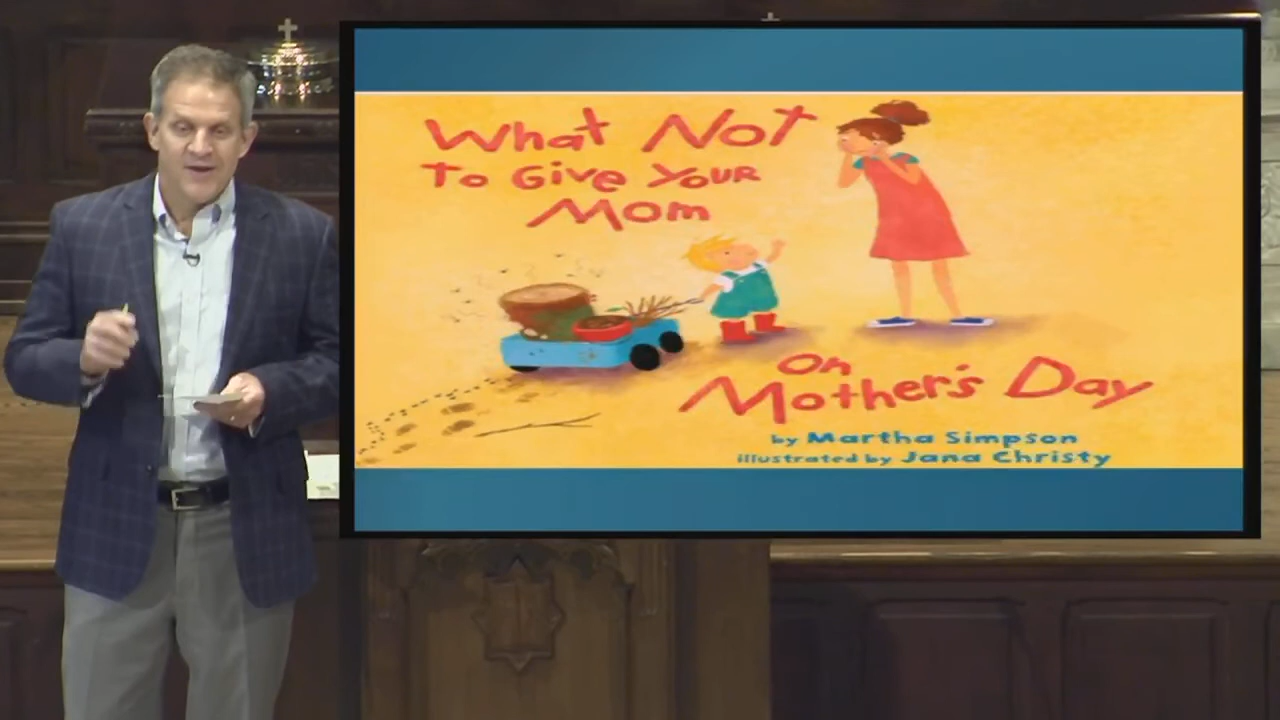 What Not
To Give Your
Mom
On
Mother's Day
by Martha Simpson
illustrated by Jana Christy